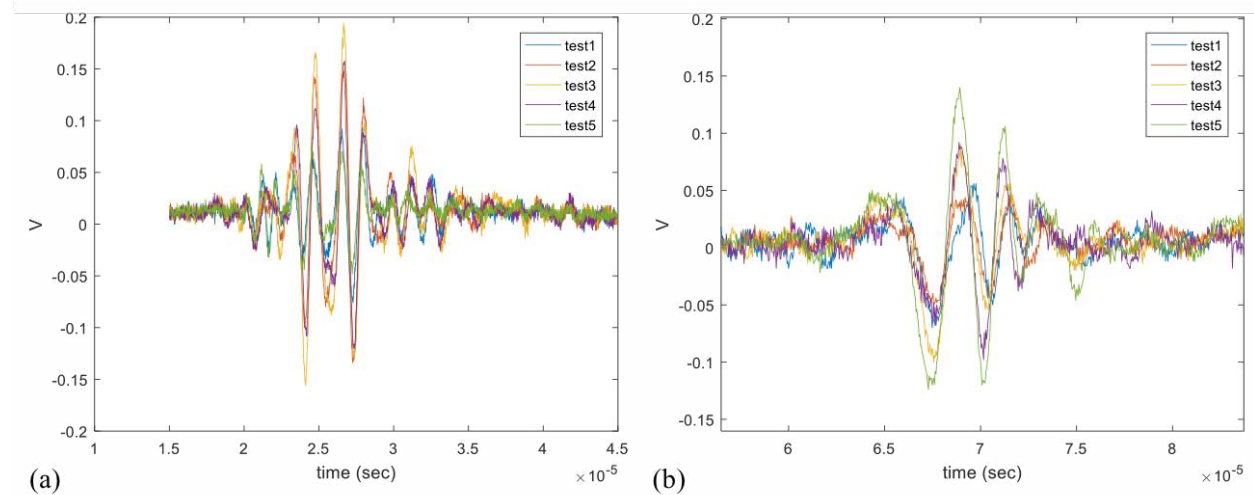 0.2
0.15
0.1
0.05
0
-0.05
-0.1
-0.15
-0.2
V
1
1.5
2
2.5
3
3.5
4
4.5
time (sec)
× 10^-5
test1
test2
test3
test4
test5
(a)
0.2
0.15
0.1
0.05
0
-0.05
-0.1
-0.15
V
6
6.5
7
7.5
8
time (sec)
× 10^-5
test1
test2
test3
test4
test5
(b)